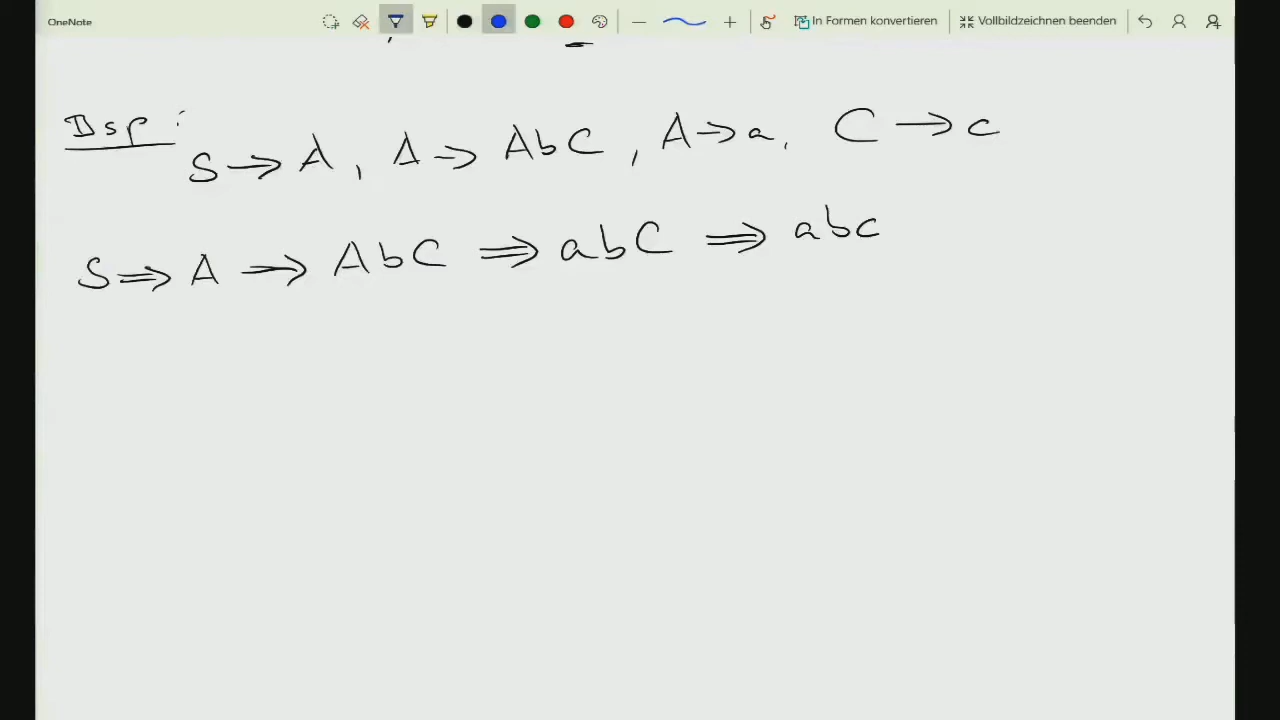 OneNote In Formen konvertieren Vollbildzeichnen beenden
Bsp:
S → A, A → AbC, A → a, C → c
S ⇒ A → AbC ⇒ abC ⇒ abc